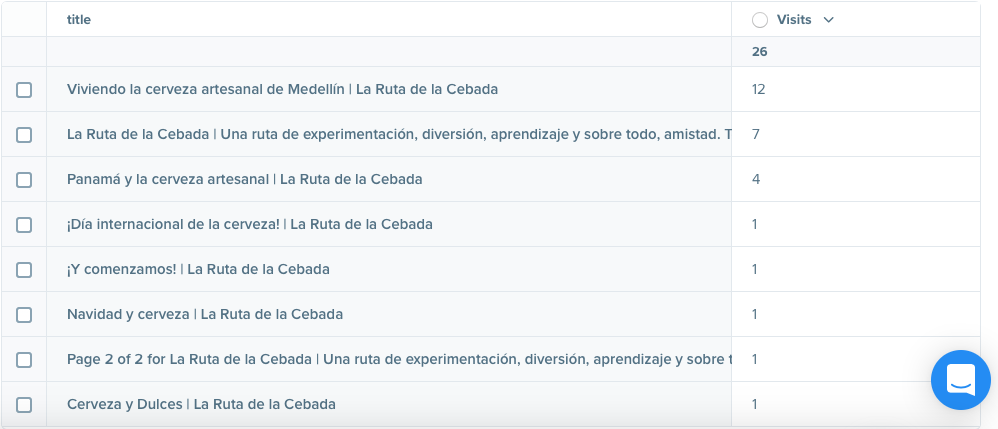 title Visits
26
Viviendo la cerveza artesanal de Medellín | La Ruta de la Cebada 12
La Ruta de la Cebada | Una ruta de experimentación, diversión, aprendizaje y sobre todo, amistad. T 7
Panamá y la cerveza artesanal | La Ruta de la Cebada 4
¡Día internacional de la cerveza! | La Ruta de la Cebada 1
¡Y comenzamos! | La Ruta de la Cebada 1
Navidad y cerveza | La Ruta de la Cebada 1
Page 2 of 2 for La Ruta de la Cebada | Una ruta de experimentación, diversión, aprendizaje y sobre t 1
Cerveza y Dulces | La Ruta de la Cebada 1